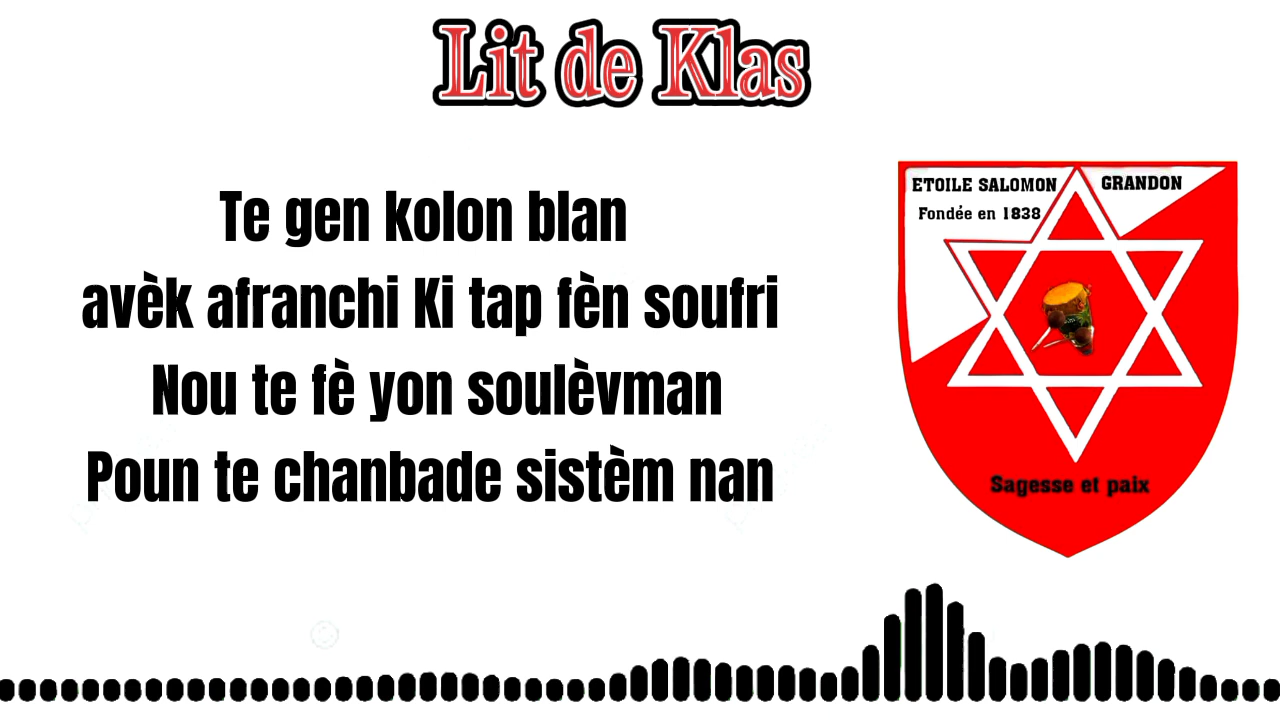 Lit de Klas
Te gen kolon blan
avèk afranchi Ki tap fèn soufri
Nou te fè yon soulèvman
Poun te chanbade sistèm nan
ETOILE SALOMON GRANDON
Fondée en 1838
Sagesse et paix